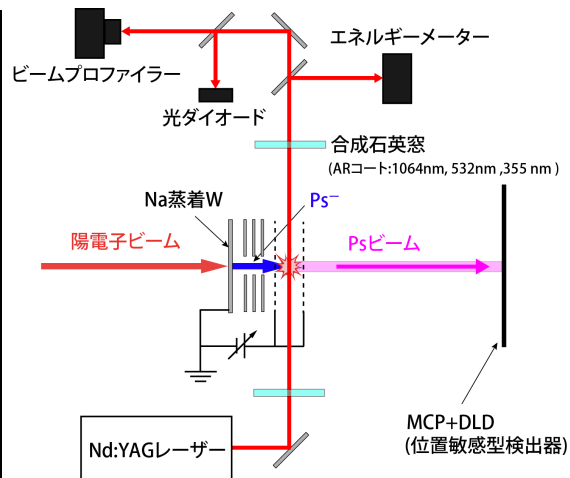 エネルギーメーター
ビームプロファイラー
光ダイオード
合成石英窓
(ARコート:1064nm, 532nm ,355 nm )
Na蒸着W
Ps⁻
陽電子ビーム
Psビーム
MCP+DLD
(位置敏感型検出器)
Nd:YAGレーザー